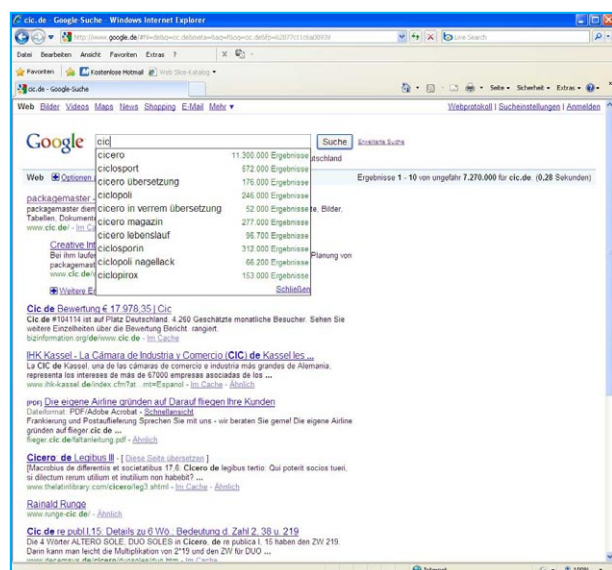 cic.de - Google-Suche - Windows Internet Explorer
Live Search
Datei Bearbeiten Ansicht Favoriten Extras ?
Favoriten Kostenlose Hotmail Web Slice-Katalog
cic.de - Google-Suche
Seite Sicherheit Extras
Web Bilder Videos Maps News Shopping E-Mail Mehr ▼
Webprotokoll | Sucheinstellungen | Anmelden
Google cic Suche Erweiterte Suche
cicero 11.300.000 Ergebnisse
ciclosport 672.000 Ergebnisse
cicero übersetzung 176.000 Ergebnisse
ciclopoli 246.000 Ergebnisse
cicero in verrem übersetzung 52.000 Ergebnisse
cicero magazin 277.000 Ergebnisse
cicero lebenslauf 96.700 Ergebnisse
ciclosporin 312.000 Ergebnisse
ciclopoli nagellack 66.200 Ergebnisse
ciclopirox 153.000 Ergebnisse
Schließen
Web Optionen
Ergebnisse 1 - 10 von ungefähr 7.270.000 für cic.de. (0,28 Sekunden)
packagemaster -
Tabellen, Dokumente
www.cic.de/ - Im Cache
Creative
Bei ihm
Planung von
packagemast
www.cic.de/
Weitere
Cic.de Bewertung € 17.978,35 | Cic
Cic.de #104114 ist auf Platz Deutschland. 4.260 Geschätzte monatliche Besucher. Sehen Sie
weitere Einzelheiten über die Bewertung Bericht. rangiert.
bizinformation.org/de/www.cic.de - Im Cache
IHK Kassel - La Cámara de Industria y Comercio (CIC) de Kassel les ...
La CIC de Kassel, una de las cámaras de comercio e industria más grandes de Alemania,
representa los intereses de más de 67000 empresas asociadas de los ...
www.ihk-kassel.de/index.cfm?at...mt=Espanol - Im Cache - Ähnlich
[PDF] Die eigene Airline gründen auf Darauf fliegen Ihre Kunden
Dateiformat: PDF/Adobe Acrobat - Schnellansicht
Frankierung und Postauflieferung Sprechen Sie mit uns - wir beraten Sie gerne! Die eigene Airline
gründen auf flieger.cic.de ...
flieger.cic.de/faltanleitung.pdf - Ähnlich
Cicero: de Legibus III - [ Diese Seite übersetzen ]
[Macrobius de differentiis et societatibus 17,6: Cicero de legibus tertio: Qui poterit socios tueri,
si dilectum rerum utilium et inutilium non habebit? ...
www.thelatinlibrary.com/cicero/leg3.shtml - Im Cache - Ähnlich
Rainald Runge
www.runge-cic.de/ - Ähnlich
Cic.de re publ I.15: Details zu 6 Wo.: Bedeutung d. Zahl 2, 38 u. 219
Die 4 Wörter ALTERO SOLE, DUO SOLES in Cicero, de re publica I, 15 haben den ZW 219.
Dann kann man leicht die Multiplikation von 2*19 und den ZW für DUO ...